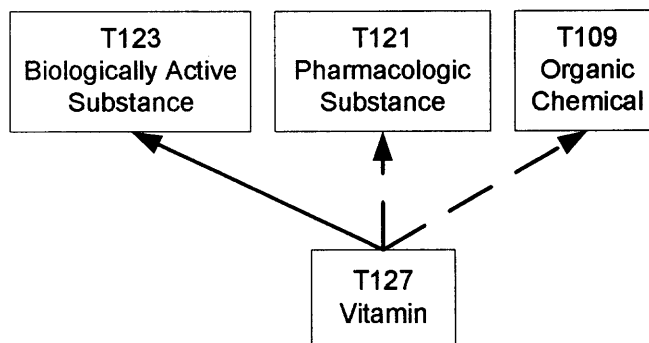 T123
Biologically Active
Substance
T121
Pharmacologic
Substance
T109
Organic
Chemical
T127
Vitamin